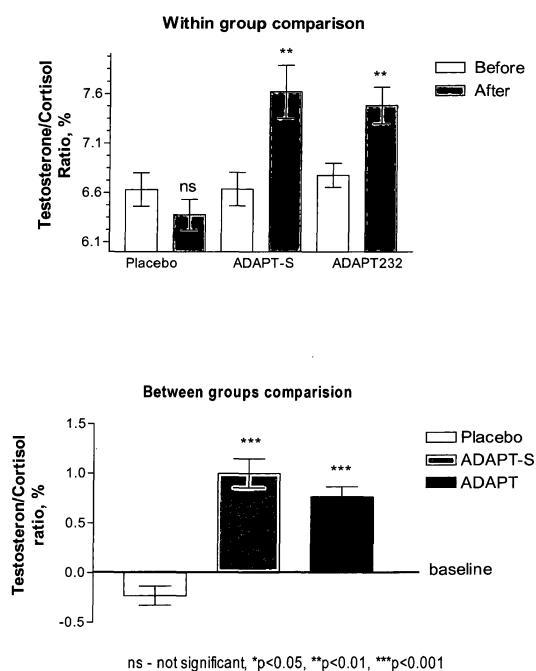 Within group comparison
Testosterone/Cortisol
Ratio, %
7.6
7.1
6.6
6.1
**
**
ns
Before
After
Placebo
ADAPT-S
ADAPT232
Between groups comparision
Testosteron/Cortisol
ratio, %
1.5
1.0
0.5
0.0
-0.5
***
***
Placebo
ADAPT-S
ADAPT
baseline
ns - not significant, *p<0.05, **p<0.01, ***p<0.001